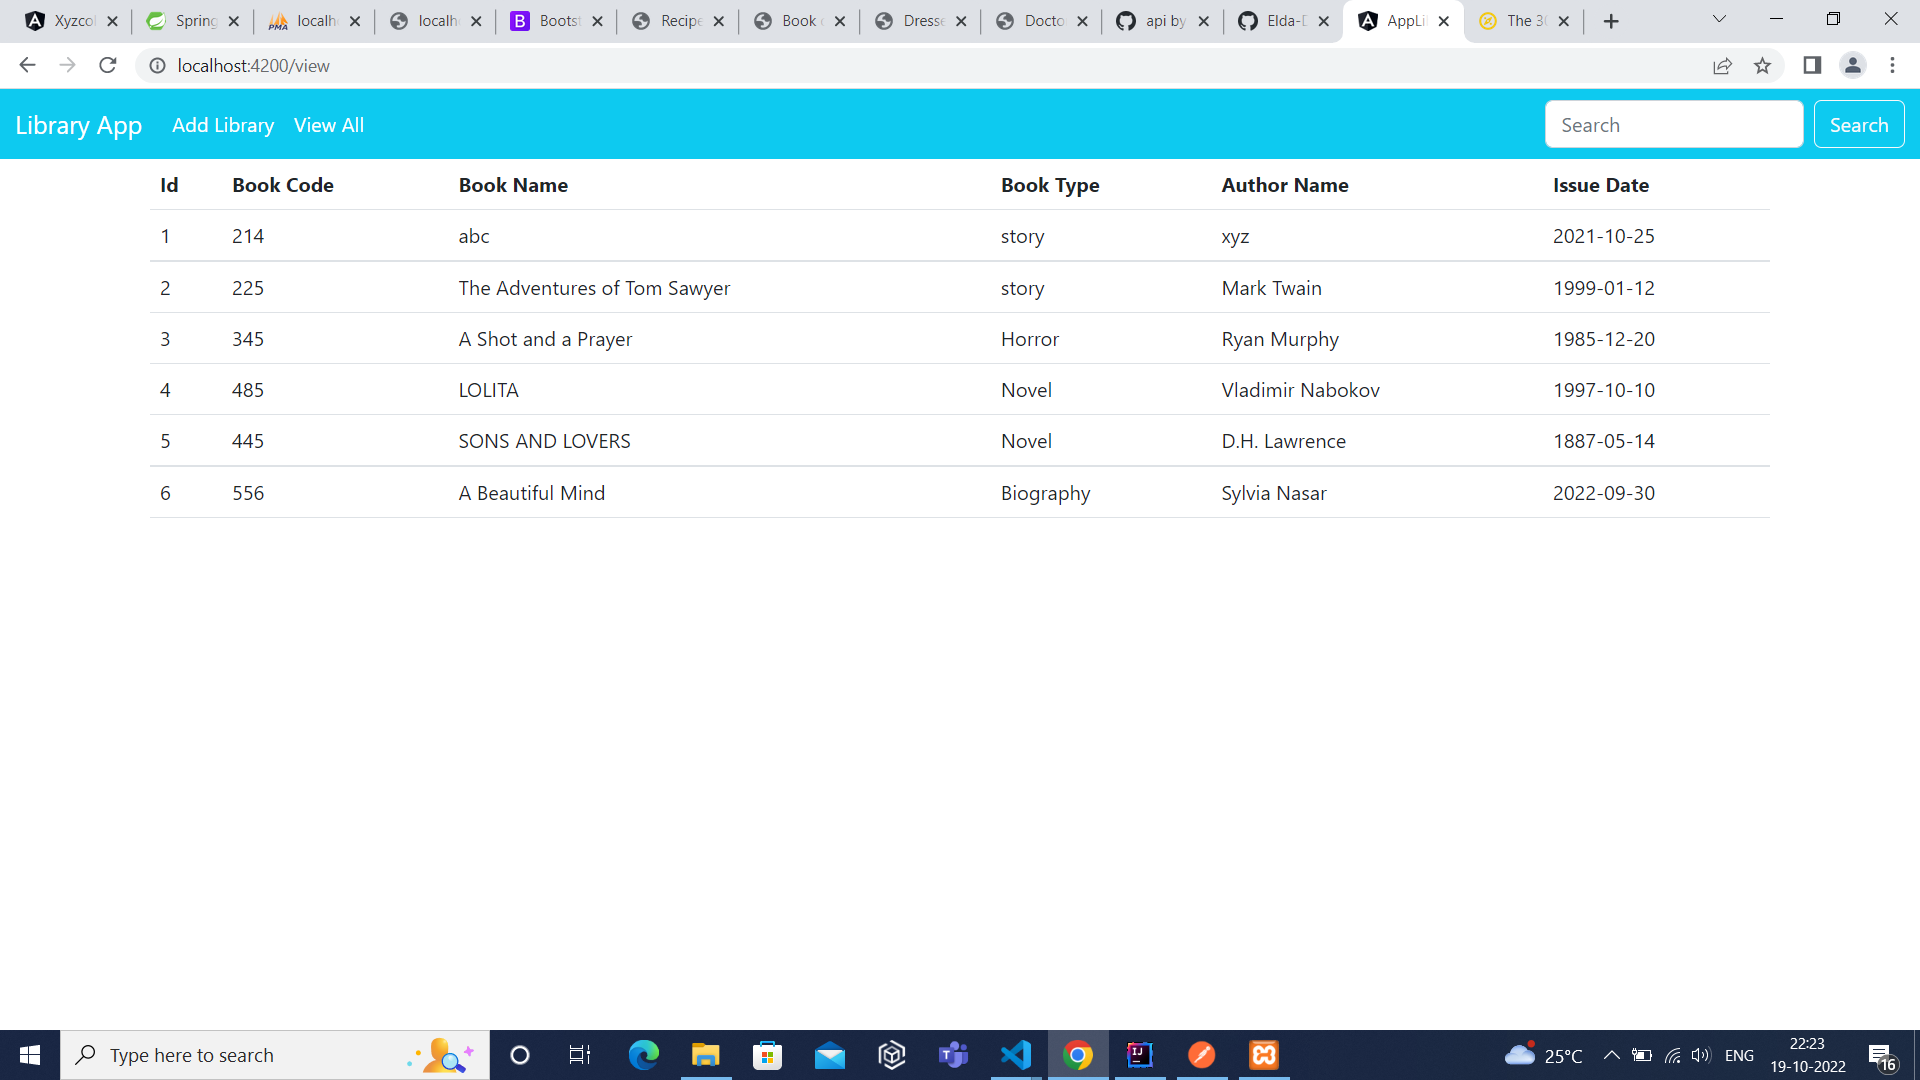 Xyzcol Spring localho localho Bootst Recipe Book Dresse Docto api by Elda-D AppLi The 30
localhost:4200/view
Library App Add Library View All Search Search
Id Book Code Book Name Book Type Author Name Issue Date
1 214 abc story xyz 2021-10-25
2 225 The Adventures of Tom Sawyer story Mark Twain 1999-01-12
3 345 A Shot and a Prayer Horror Ryan Murphy 1985-12-20
4 485 LOLITA Novel Vladimir Nabokov 1997-10-10
5 445 SONS AND LOVERS Novel D.H. Lawrence 1887-05-14
6 556 A Beautiful Mind Biography Sylvia Nasar 2022-09-30
Type here to search 25°C ENG 22:23
19-10-2022 16